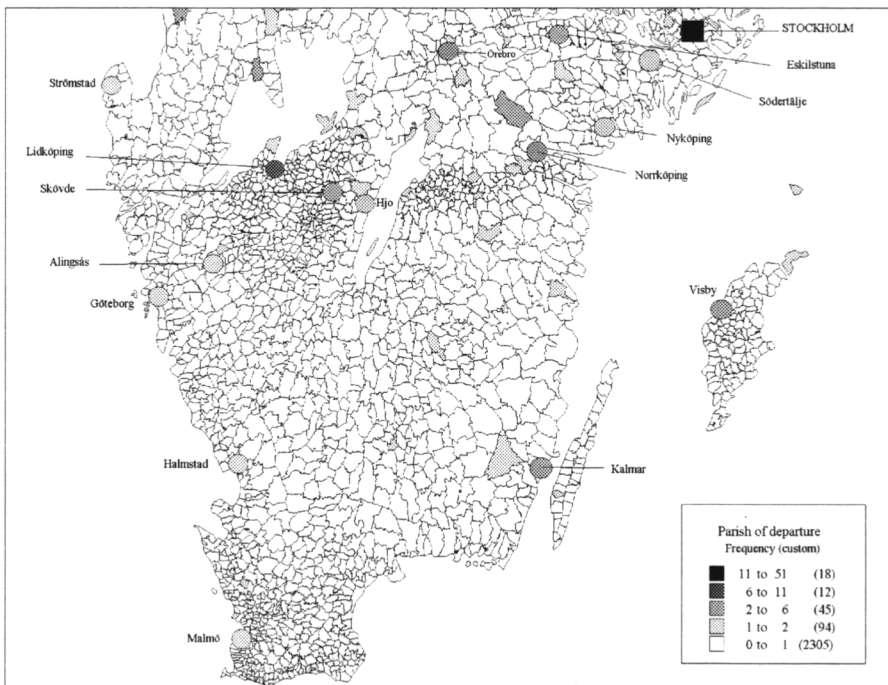 STOCKHOLM
Örebro
Eskilstuna
Strömstad
Södertälje
Nyköping
Lidköping
Norrköping
Skövde
Hjo
Alingsås
Visby
Göteborg
Halmstad
Kalmar
Parish of departure
Frequency (custom)
11 to 51 (18)
6 to 11 (12)
2 to 6 (45)
1 to 2 (94)
0 to 1 (2305)
Malmö